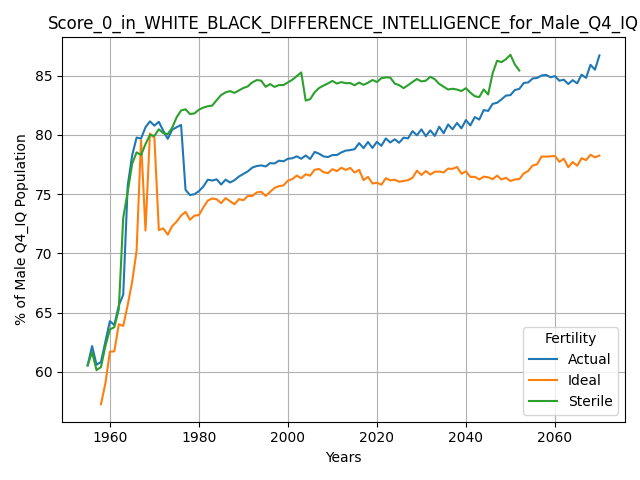 Score_0_in_WHITE_BLACK_DIFFERENCE_INTELLIGENCE_for_Male_Q4_IQ
% of Male Q4_IQ Population
85
80
75
70
65
60
1960
1980
2000
2020
2040
2060
Years
Fertility
Actual
Ideal
Sterile